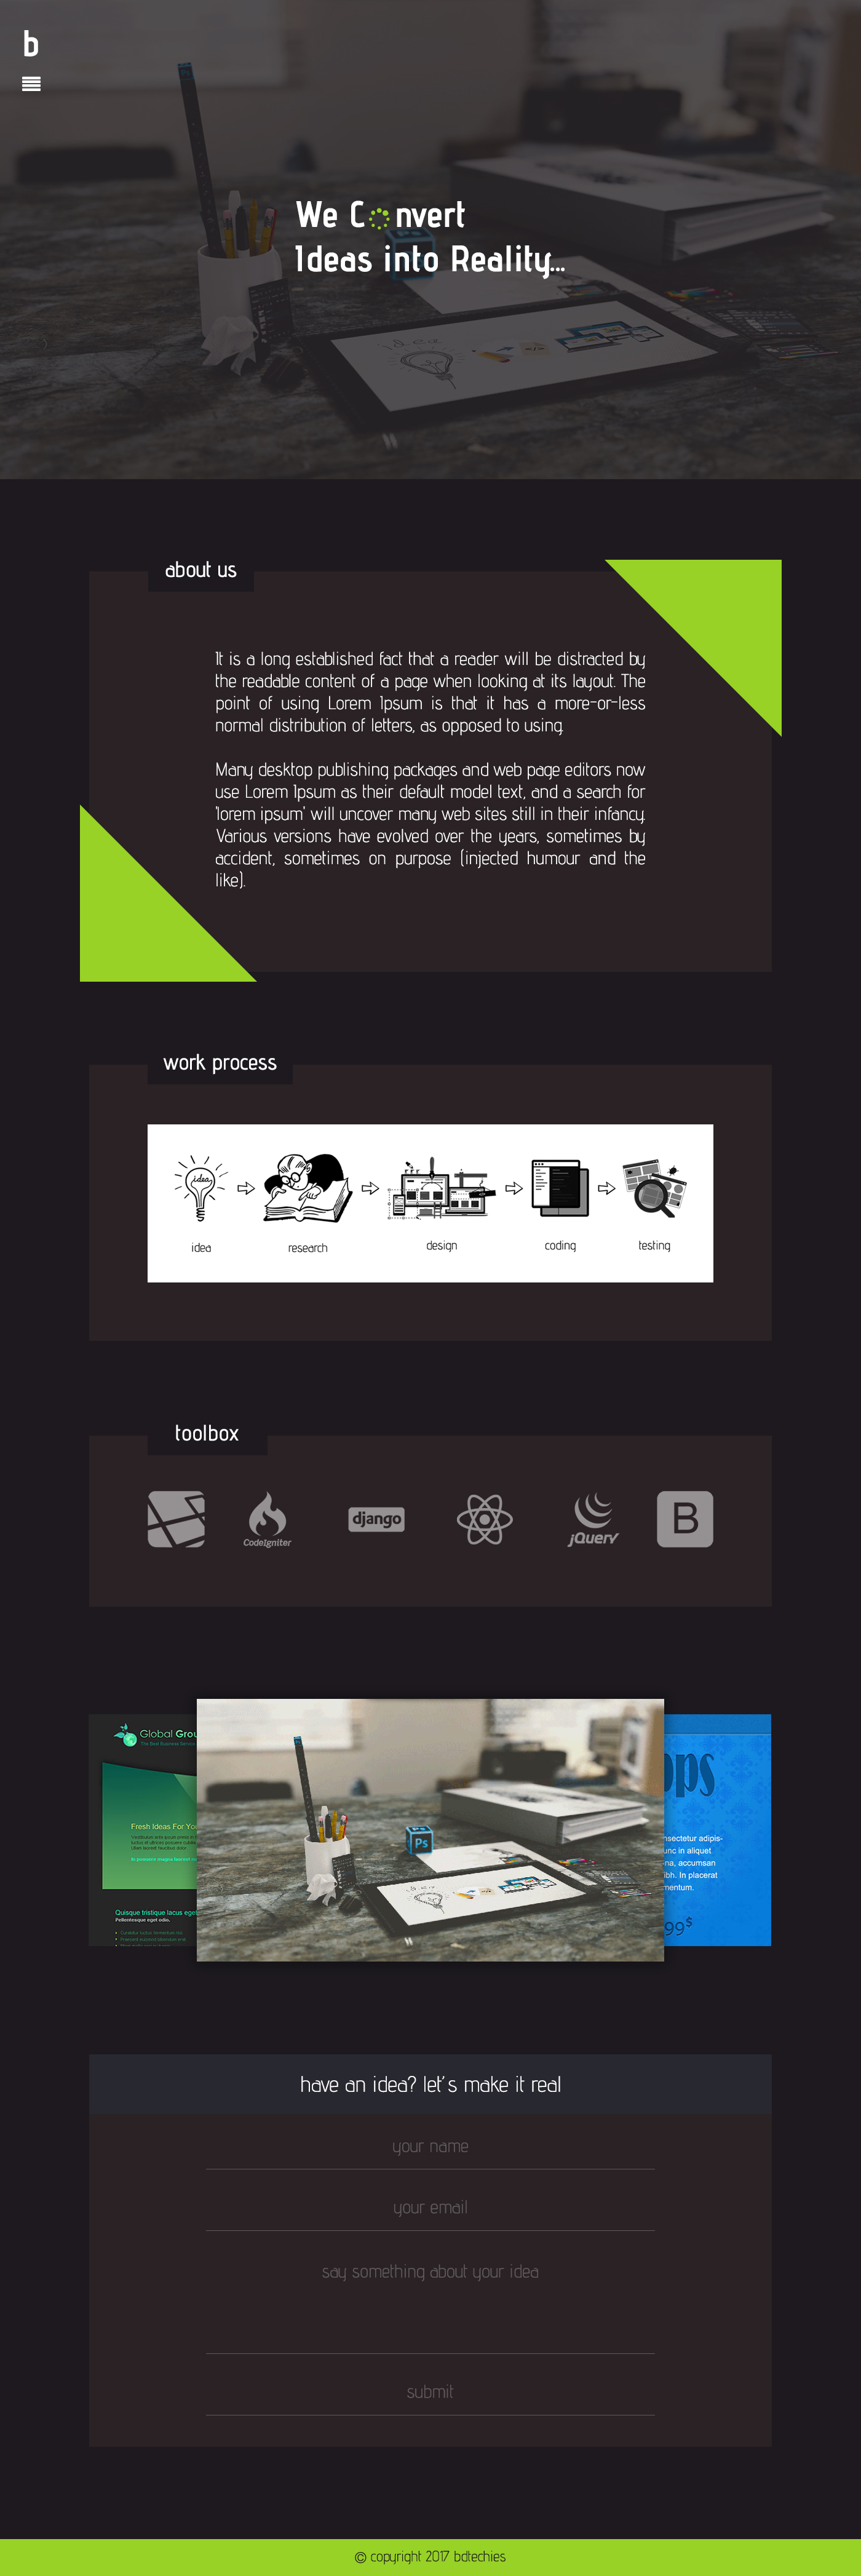 b
We Convert
Ideas into Reality...
about us
It is a long established fact that a reader will be distracted by
the readable content of a page when looking at its layout. The
point of using Lorem Ipsum is that it has a more-or-less
normal distribution of letters, as opposed to using.
Many desktop publishing packages and web page editors now
use Lorem Ipsum as their default model text, and a search for
'lorem ipsum' will uncover many web sites still in their infancy.
Various versions have evolved over the years, sometimes by
accident, sometimes on purpose (injected humour and the
like).
work process
idea
idea
research
design
coding
testing
toolbox
CodeIgniter
django
jQuery
B
Global Grou
The Best Business Service
Fresh Ideas For You
Quisque tristique lacus eget
Pellentesque eget odio.
Ps
ops
nsectetur adipis-
unc in aliquet
na, accumsan
ibh. In placerat
mentum.
99$
have an idea? let's make it real
your name
your email
say something about your idea
submit
© copyright 2017 bdtechies